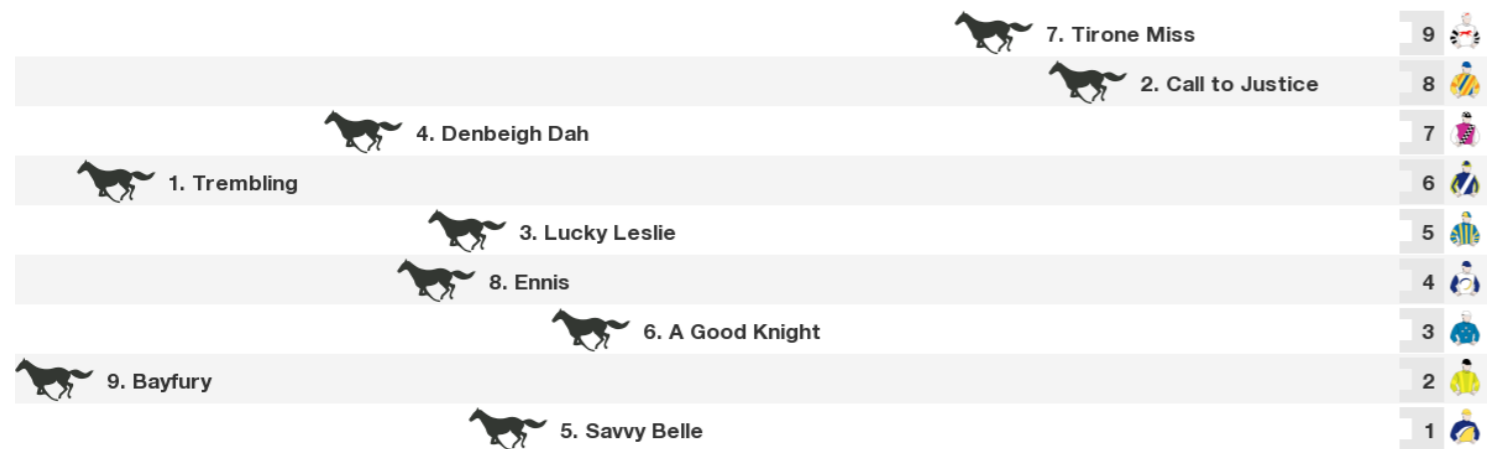 7. Tirone Miss 9
2. Call to Justice 8
4. Denbeigh Dah 7
1. Trembling 6
3. Lucky Leslie 5
8. Ennis 4
6. A Good Knight 3
9. Bayfury 2
5. Savvy Belle 1